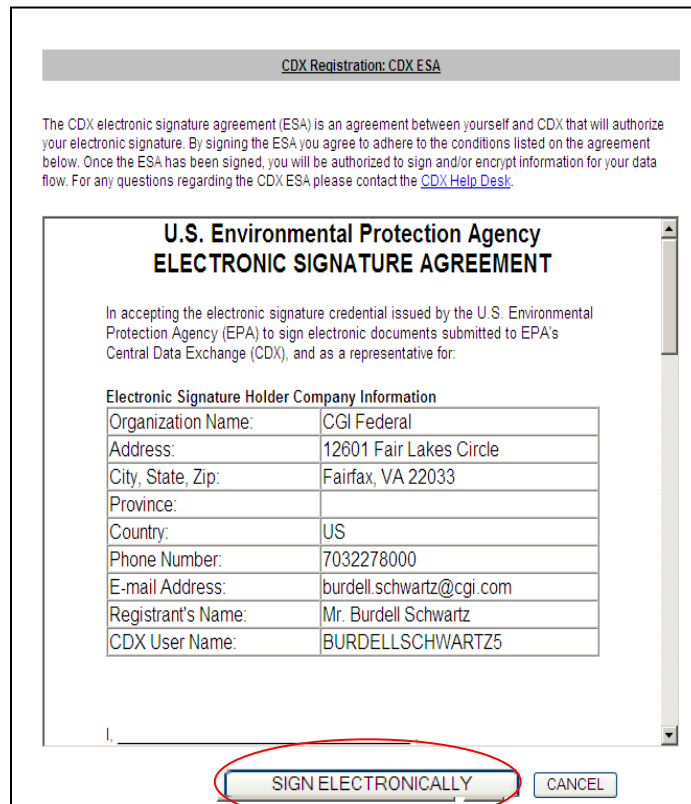 CDX Registration: CDX ESA
The CDX electronic signature agreement (ESA) is an agreement between yourself and CDX that will authorize
your electronic signature. By signing the ESA you agree to adhere to the conditions listed on the agreement
below. Once the ESA has been signed, you will be authorized to sign and/or encrypt information for your data
flow. For any questions regarding the CDX ESA please contact the CDX Help Desk.
U.S. Environmental Protection Agency
ELECTRONIC SIGNATURE AGREEMENT
In accepting the electronic signature credential issued by the U.S. Environmental
Protection Agency (EPA) to sign electronic documents submitted to EPA's
Central Data Exchange (CDX), and as a representative for:
Electronic Signature Holder Company Information
Organization Name: CGI Federal
Address: 12601 Fair Lakes Circle
City, State, Zip: Fairfax, VA 22033
Province:
Country: US
Phone Number: 7032278000
E-mail Address: burdell.schwartz@cgi.com
Registrant's Name: Mr. Burdell Schwartz
CDX User Name: BURDELLSCHWARTZ5
I, ______________________________,
SIGN ELECTRONICALLY CANCEL